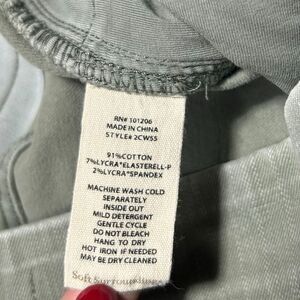 RN# 101206
MADE IN CHINA
STYLE# 2CW55
91%COTTON
7%LYCRA®ELASTERELL-P
2%LYCRA®SPANDEX
MACHINE WASH COLD
SEPARATELY
INSIDE OUT
MILD DETERGENT
GENTLE CYCLE
DO NOT BLEACH
HANG TO DRY
HOT IRON IF NEEDED
MAY BE DRY CLEANED
Soft Surroundings